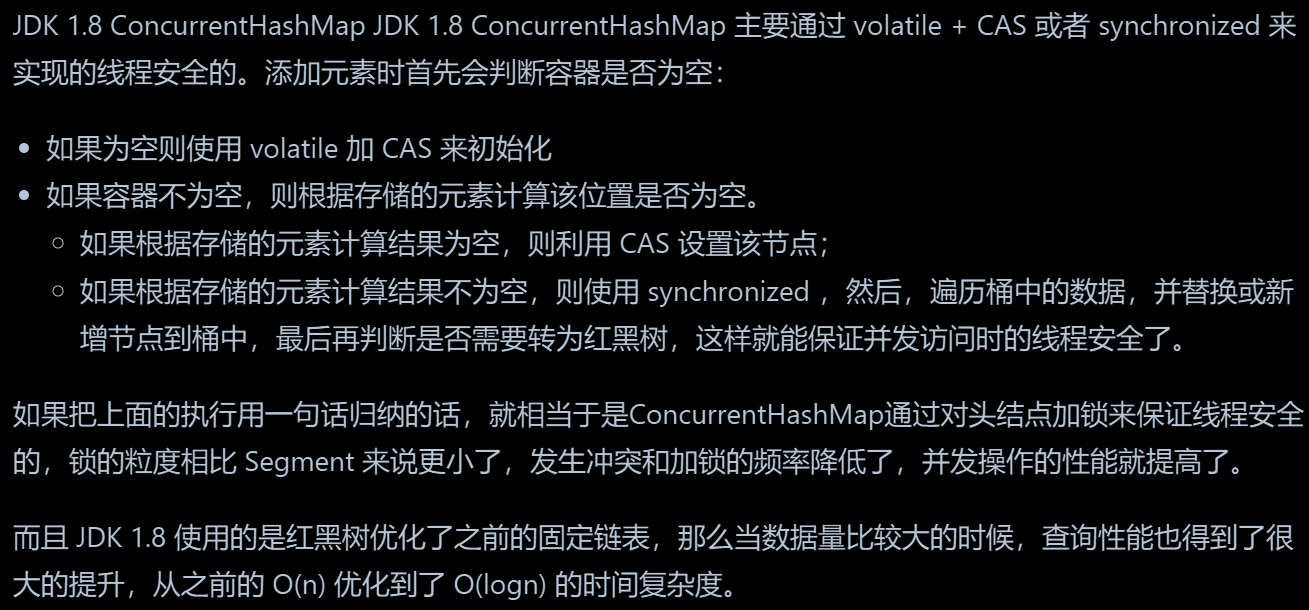 JDK 1.8 ConcurrentHashMap JDK 1.8 ConcurrentHashMap 主要通过 volatile + CAS 或者 synchronized 来
实现的线程安全的。添加元素时首先会判断容器是否为空：
• 如果为空则使用 volatile 加 CAS 来初始化
• 如果容器不为空，则根据存储的元素计算该位置是否为空。
○ 如果根据存储的元素计算结果为空，则利用 CAS 设置该节点；
○ 如果根据存储的元素计算结果不为空，则使用 synchronized ，然后，遍历桶中的数据，并替换或新
增节点到桶中，最后再判断是否需要转为红黑树，这样就能保证并发访问时的线程安全了。
如果把上面的执行用一句话归纳的话，就相当于是ConcurrentHashMap通过对头结点加锁来保证线程安全
的，锁的粒度相比 Segment 来说更小了，发生冲突和加锁的频率降低了，并发操作的性能就提高了。
而且 JDK 1.8 使用的是红黑树优化了之前的固定链表，那么当数据量比较大的时候，查询性能也得到了很
大的提升，从之前的 O(n) 优化到了 O(logn) 的时间复杂度。